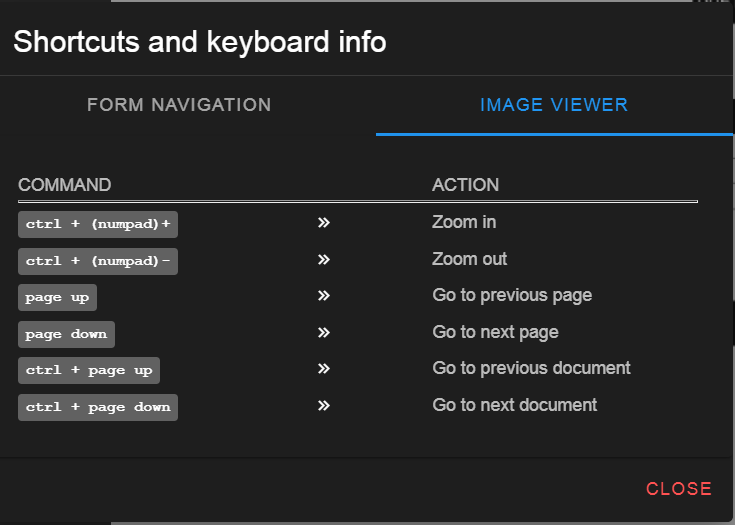 Shortcuts and keyboard info
FORM NAVIGATION IMAGE VIEWER
COMMAND ACTION
ctrl + (numpad)+ » Zoom in
ctrl + (numpad)- » Zoom out
page up » Go to previous page
page down » Go to next page
ctrl + page up » Go to previous document
ctrl + page down » Go to next document
CLOSE